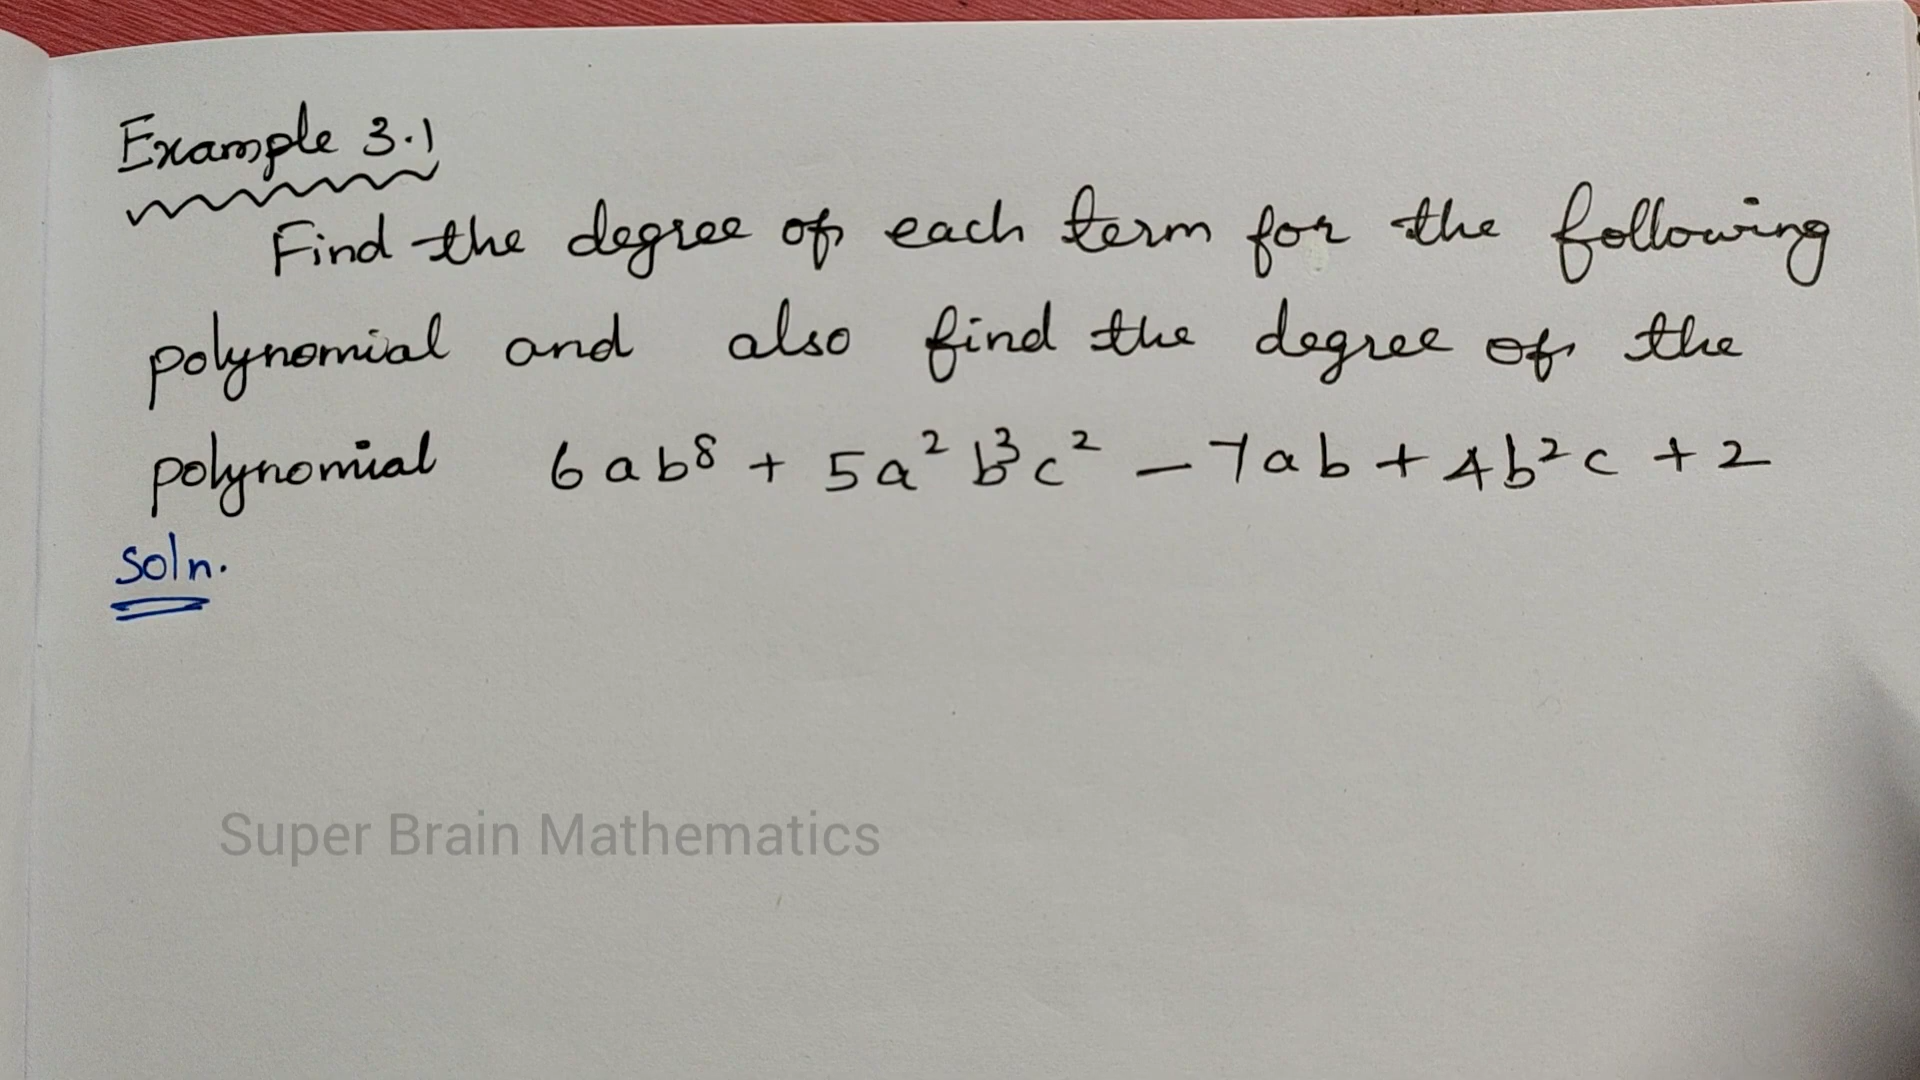 Example 3.1
Find the degree of each term for the following
polynomial and also find the degree of the
polynomial 6ab⁸ + 5a²b³c² − 7ab + 4b²c + 2
Soln.
Super Brain Mathematics